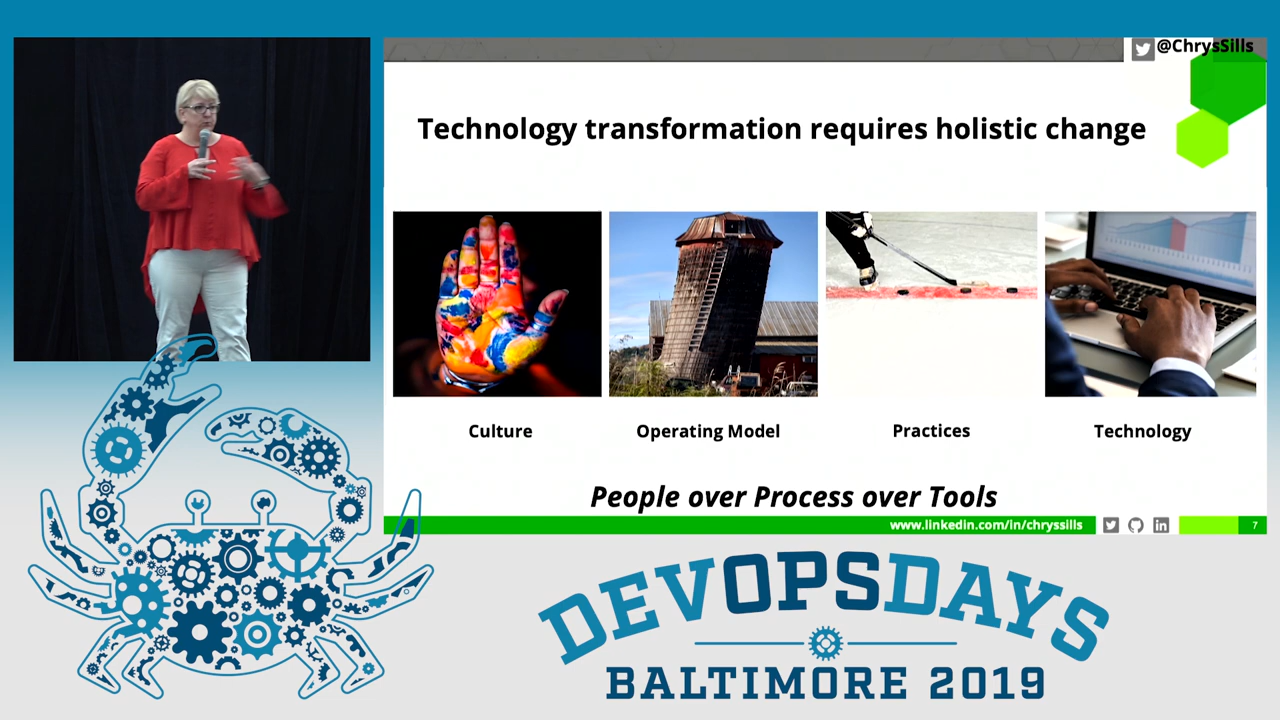 @ChrysSills
Technology transformation requires holistic change
Culture
Operating Model
Practices
Technology
People over Process over Tools
www.linkedin.com/in/chryssills
7
DEVOPSDAYS
BALTIMORE 2019